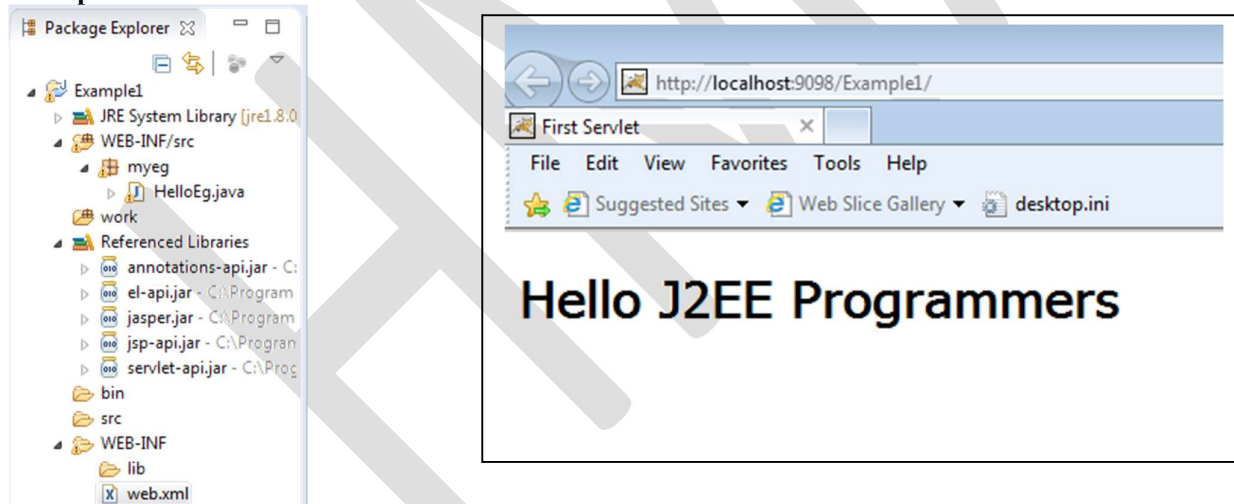 Package Explorer
Example1
JRE System Library [jre1.8.0
WEB-INF/src
myeg
HelloEg.java
work
Referenced Libraries
annotations-api.jar - C:
el-api.jar - C:\Program
jasper.jar - C:\Program
jsp-api.jar - C:\Program
servlet-api.jar - C:\Prog
bin
src
WEB-INF
lib
web.xml
http://localhost:9098/Example1/
First Servlet
File Edit View Favorites Tools Help
Suggested Sites Web Slice Gallery desktop.ini
Hello J2EE Programmers